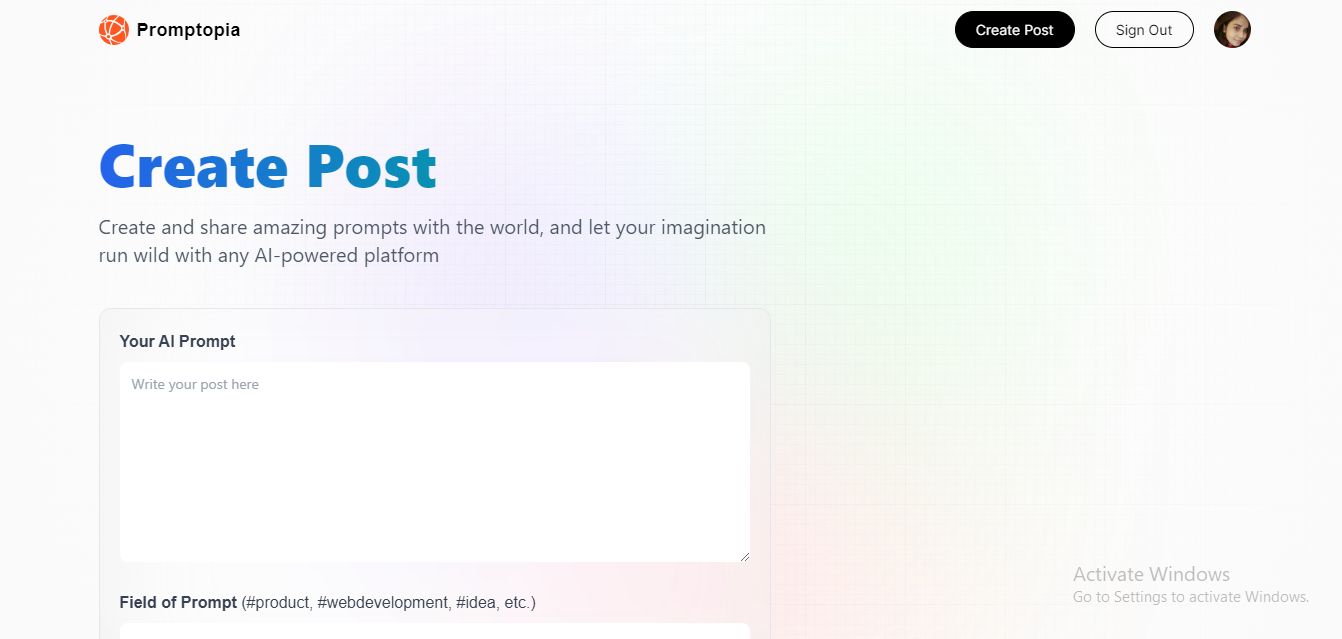 Promptopia
Create Post
Sign Out
Create Post
Create and share amazing prompts with the world, and let your imagination
run wild with any AI-powered platform
Your AI Prompt
Write your post here
Field of Prompt (#product, #webdevelopment, #idea, etc.)
Activate Windows
Go to Settings to activate Windows.